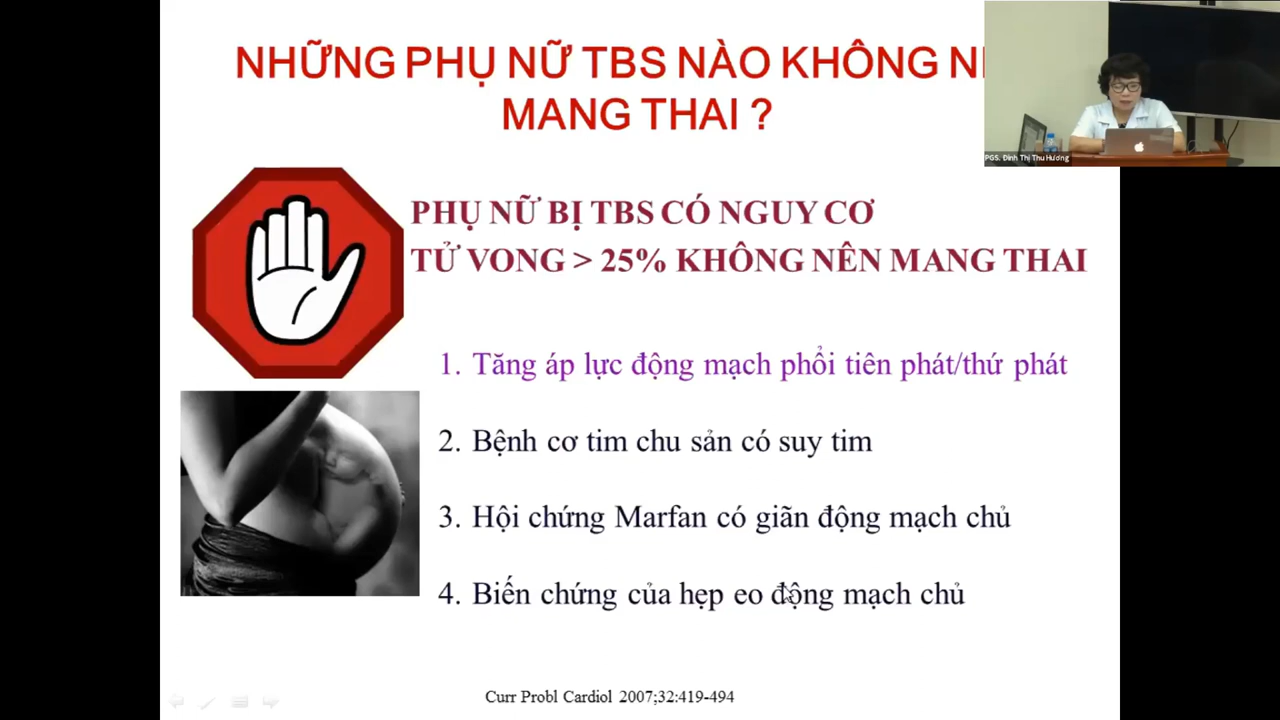 NHỮNG PHỤ NỮ TBS NÀO KHÔNG
MANG THAI ?
PGS. Đinh Thị Thu Hương
PHỤ NỮ BỊ TBS CÓ NGUY CƠ
TỬ VONG > 25% KHÔNG NÊN MANG THAI
1. Tăng áp lực động mạch phổi tiên phát/thứ phát
2. Bệnh cơ tim chu sản có suy tim
3. Hội chứng Marfan có giãn động mạch chủ
4. Biến chứng của hẹp eo động mạch chủ
Curr Probl Cardiol 2007;32:419-494